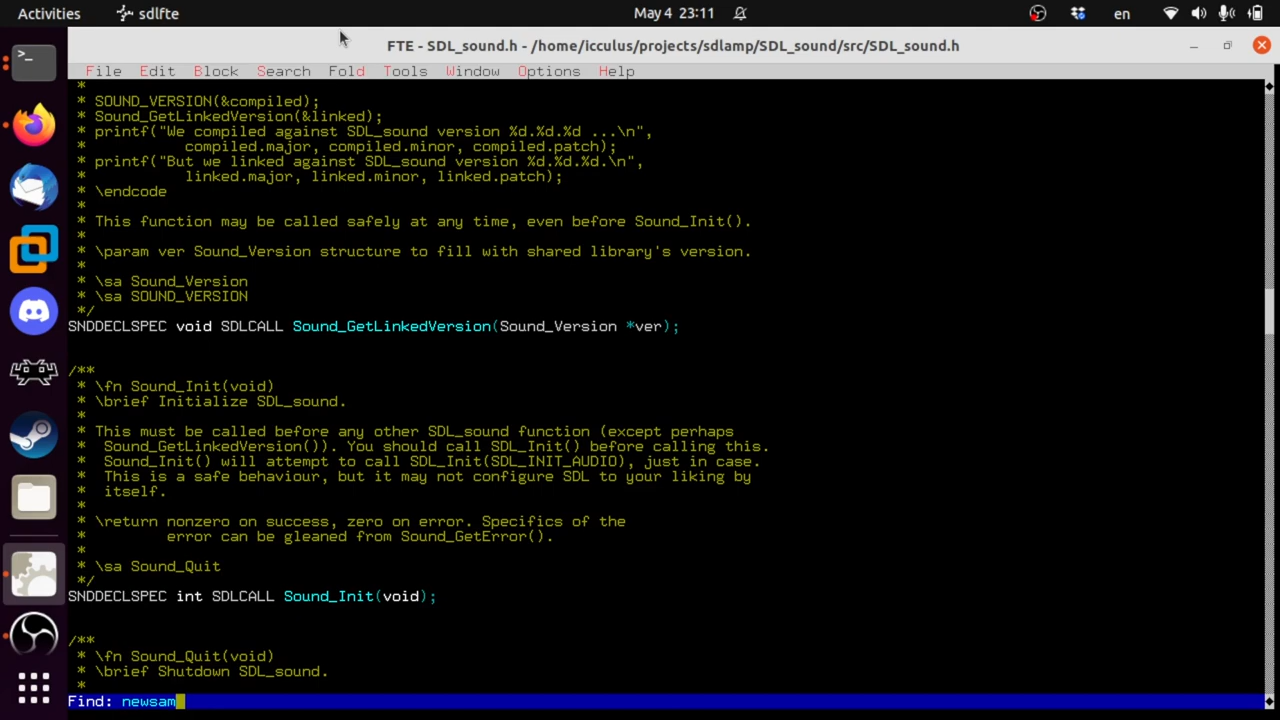 Activities sdlfte May 4 23:11 en
FTE - SDL_sound.h - /home/icculus/projects/sdlamp/SDL_sound/src/SDL_sound.h
File Edit Block Search Fold Tools Window Options Help
*
* SOUND_VERSION(&compiled);
* Sound_GetLinkedVersion(&linked);
* printf("We compiled against SDL_sound version %d.%d.%d ...\n",
* compiled.major, compiled.minor, compiled.patch);
* printf("But we linked against SDL_sound version %d.%d.%d.\n",
* linked.major, linked.minor, linked.patch);
* \endcode
*
* This function may be called safely at any time, even before Sound_Init().
*
* \param ver Sound_Version structure to fill with shared library's version.
*
* \sa Sound_Version
* \sa SOUND_VERSION
*/
SNDDECLSPEC void SDLCALL Sound_GetLinkedVersion(Sound_Version *ver);
/**
* \fn Sound_Init(void)
* \brief Initialize SDL_sound.
*
* This must be called before any other SDL_sound function (except perhaps
* Sound_GetLinkedVersion()). You should call SDL_Init() before calling this.
* Sound_Init() will attempt to call SDL_Init(SDL_INIT_AUDIO), just in case.
* This is a safe behaviour, but it may not configure SDL to your liking by
* itself.
*
* \return nonzero on success, zero on error. Specifics of the
* error can be gleaned from Sound_GetError().
*
* \sa Sound_Quit
*/
SNDDECLSPEC int SDLCALL Sound_Init(void);
/**
* \fn Sound_Quit(void)
* \brief Shutdown SDL_sound.
*
Find: newsam